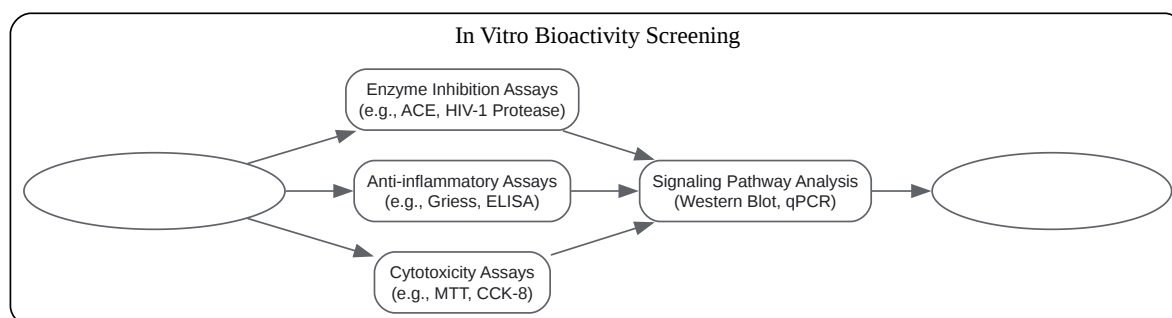 In Vitro Bioactivity Screening
Enzyme Inhibition Assays
(e.g., ACE, HIV-1 Protease)
Anti-inflammatory Assays
(e.g., Griess, ELISA)
Signaling Pathway Analysis
(Western Blot, qPCR)
Cytotoxicity Assays
(e.g., MTT, CCK-8)